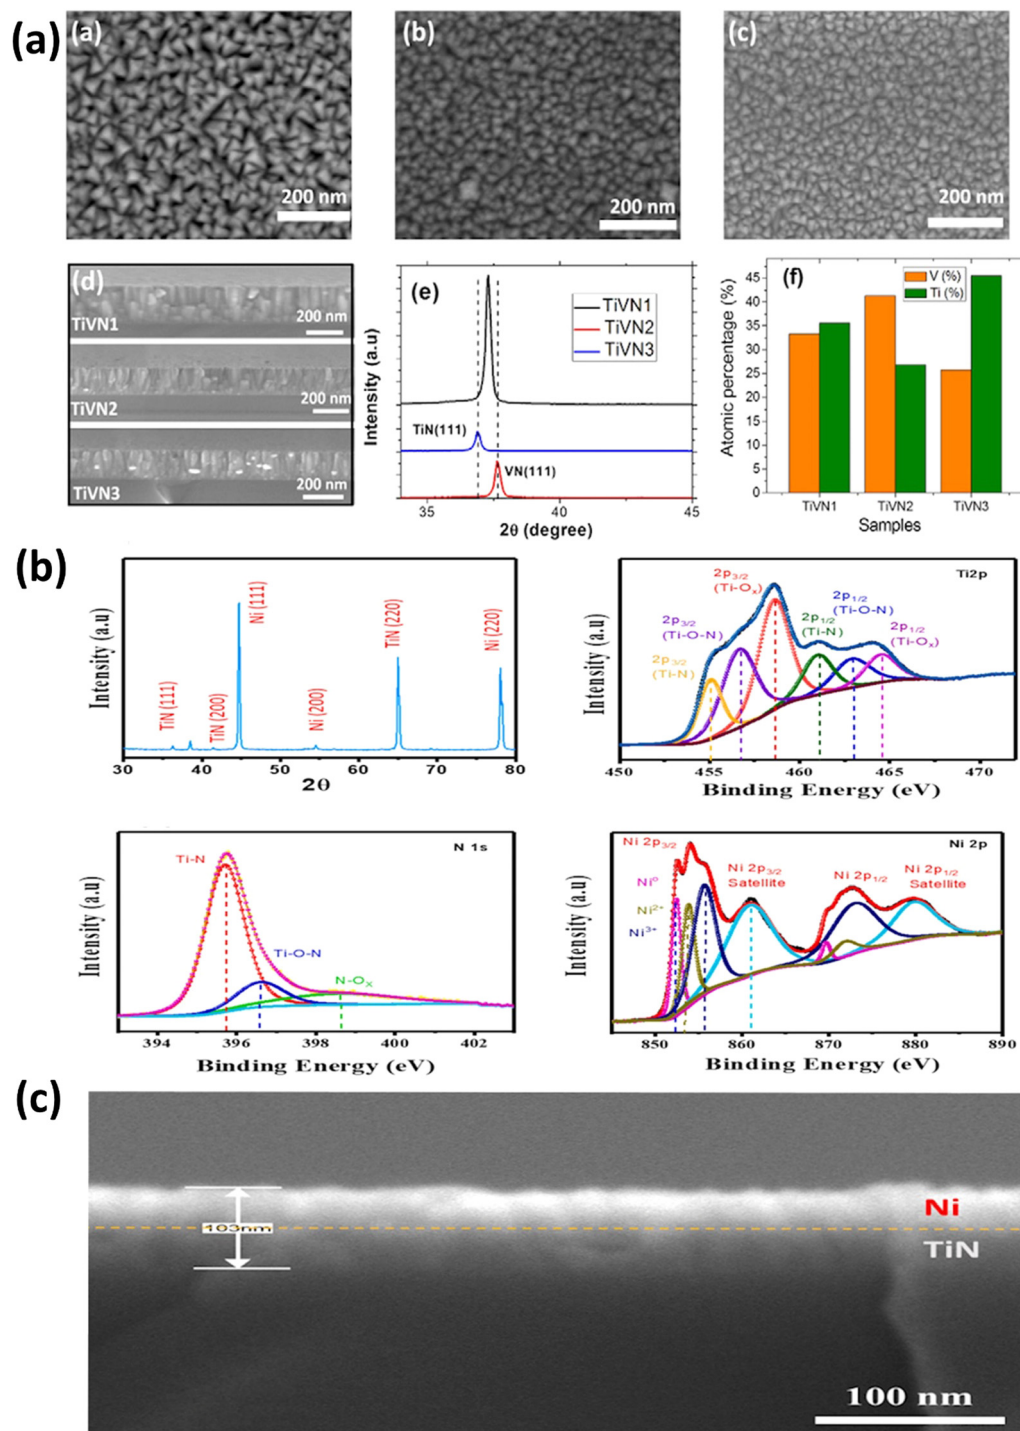 (a)
(a)
200 nm
(b)
200 nm
(c)
200 nm
(d)
TiVN1
200 nm
TiVN2
200 nm
TiVN3
200 nm
(e)
Intensity (a.u)
TiVN1
TiVN2
TiVN3
TiN(111)
VN(111)
35
40
45
2θ (degree)
(f)
V (%)
Ti (%)
Atomic percentage (%)
45
40
35
30
25
20
15
10
5
0
TiVN1
TiVN2
TiVN3
Samples
(b)
Intensity (a.u)
TiN (111)
TiN (200)
Ni (111)
Ni (200)
TiN (220)
Ni (220)
30
40
50
60
70
80
2θ
Intensity (a.u)
Ti2p
2p3/2
(Ti-N)
2p3/2
(Ti-O-N)
2p3/2
(Ti-Ox)
2p1/2
(Ti-N)
2p1/2
(Ti-O-N)
2p1/2
(Ti-Ox)
450
455
460
465
470
Binding Energy (eV)
Intensity (a.u)
N 1s
Ti-N
Ti-O-N
N-Ox
394
396
398
400
402
Binding Energy (eV)
Intensity (a.u)
Ni 2p
Ni 2p3/2
Ni⁰
Ni²⁺
Ni³⁺
Ni 2p3/2
Satellite
Ni 2p1/2
Ni 2p1/2
Satellite
850
860
870
880
890
Binding Energy (eV)
(c)
103nm
Ni
TiN
100 nm